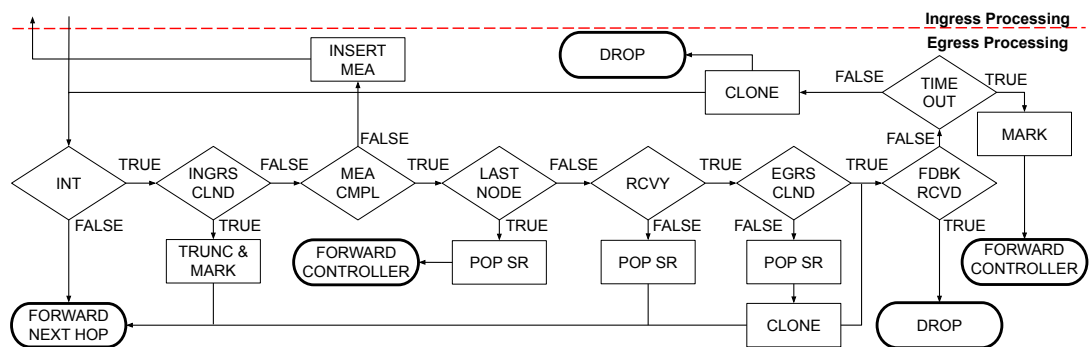 Ingress Processing
Egress Processing
INSERT
MEA
DROP
CLONE
FALSE
TIME
OUT
TRUE
MARK
FALSE
FALSE
INT
TRUE
INGRS
CLND
FALSE
MEA
CMPL
TRUE
LAST
NODE
FALSE
RCVY
TRUE
EGRS
CLND
TRUE
FDBK
RCVD
FALSE
TRUE
TRUE
FALSE
FALSE
TRUE
TRUNC &
MARK
FORWARD
CONTROLLER
POP SR
POP SR
POP SR
FORWARD
CONTROLLER
FORWARD
NEXT HOP
CLONE
DROP